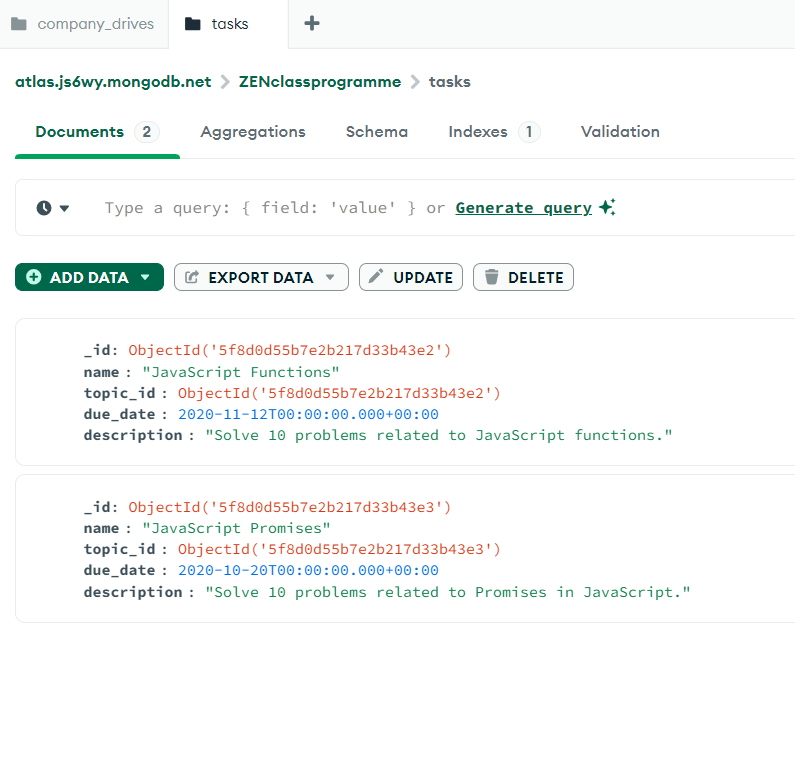 company_drives tasks
atlas.js6wy.mongodb.net > ZENclassprogramme > tasks
Documents 2 Aggregations Schema Indexes 1 Validation
Type a query: { field: 'value' } or Generate query
ADD DATA EXPORT DATA UPDATE DELETE
_id: ObjectId('5f8d0d55b7e2b217d33b43e2')
name : "JavaScript Functions"
topic_id : ObjectId('5f8d0d55b7e2b217d33b43e2')
due_date : 2020-11-12T00:00:00.000+00:00
description : "Solve 10 problems related to JavaScript functions."
_id: ObjectId('5f8d0d55b7e2b217d33b43e3')
name : "JavaScript Promises"
topic_id : ObjectId('5f8d0d55b7e2b217d33b43e3')
due_date : 2020-10-20T00:00:00.000+00:00
description : "Solve 10 problems related to Promises in JavaScript."